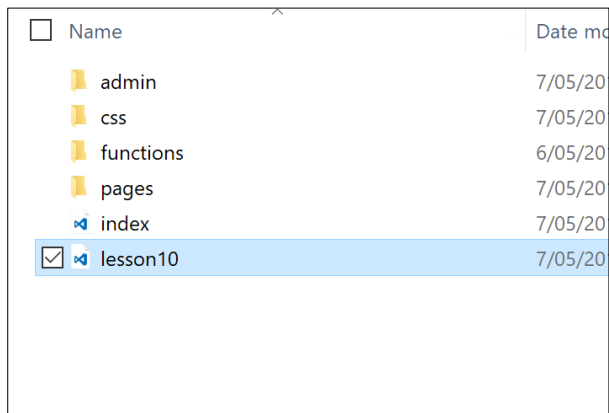 Name Date mo
admin 7/05/20
css 7/05/20
functions 6/05/20
pages 7/05/20
index 7/05/20
lesson10 7/05/20